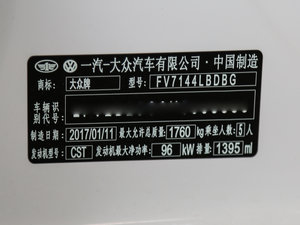 一汽-大众汽车有限公司·中国制造
商标: 大众牌 型号: FV7144LBDBG
车辆识别代号:
制造日期: 2017/01/11 最大允许总质量: 1760 kg 乘坐人数: 5 人
发动机型号: CST 发动机最大净功率: 96 kW 排量: 1395 ml